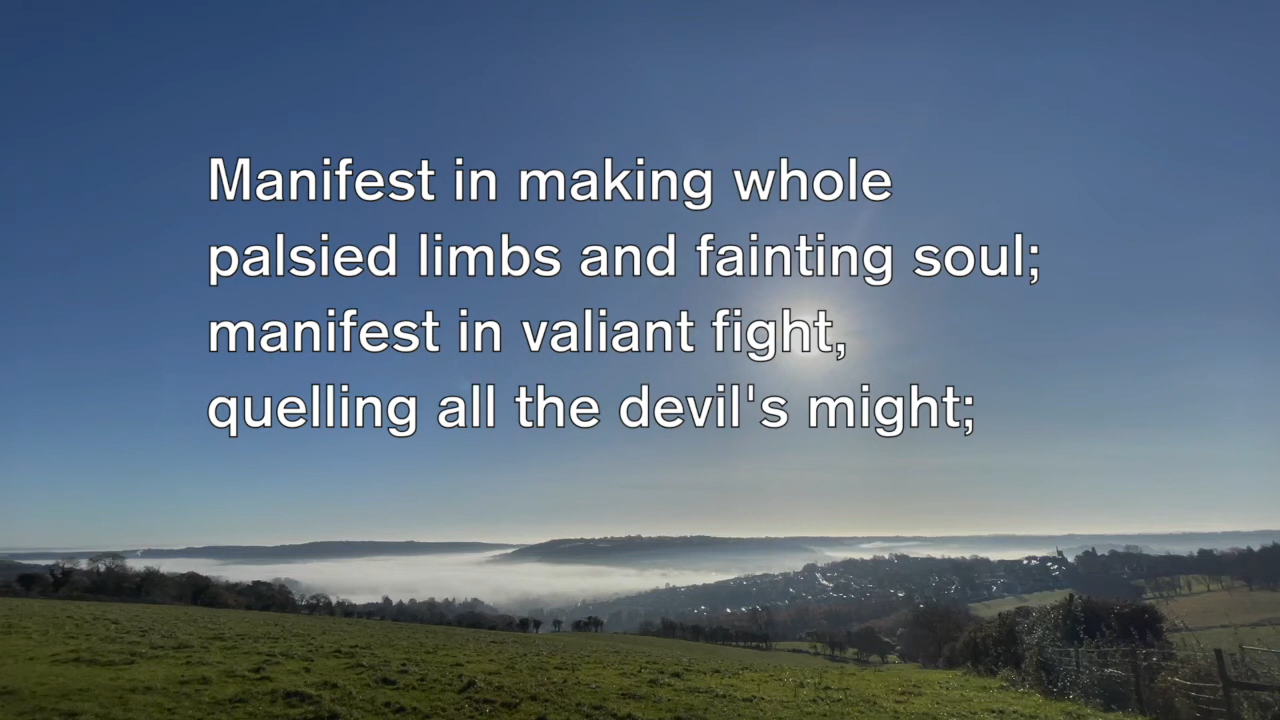 Manifest in making whole
palsied limbs and fainting soul;
manifest in valiant fight,
quelling all the devil's might;